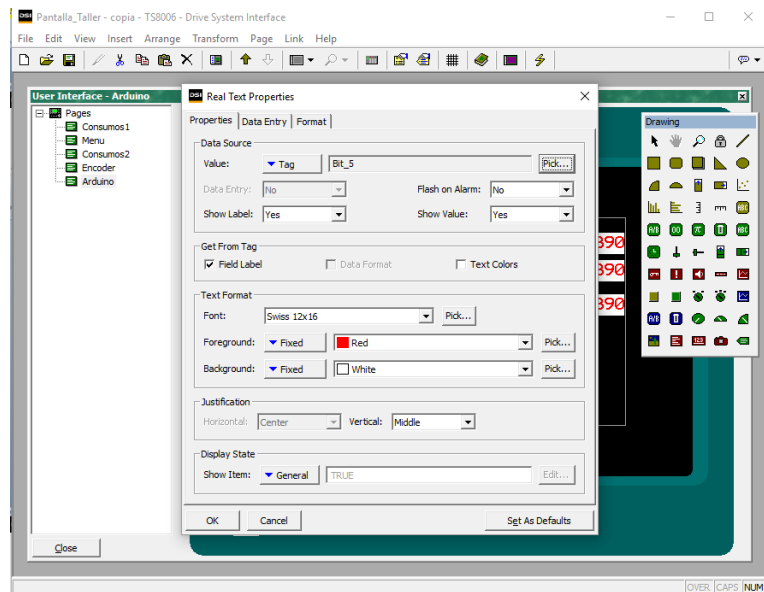 DSI Pantalla_Taller - copia - TS8006 - Drive System Interface
File Edit View Insert Arrange Transform Page Link Help
User Interface - Arduino
Pages
Consumos1
Menu
Consumos2
Encoder
Arduino
Close
DSI Real Text Properties
Properties Data Entry Format
Data Source
Value: Tag Bit_5 Pick...
Data Entry: No Flash on Alarm: No
Show Label: Yes Show Value: Yes
Get From Tag
Field Label Data Format Text Colors
Text Format
Font: Swiss 12x16 Pick...
Foreground: Fixed Red Pick...
Background: Fixed White Pick...
Justification
Horizontal: Center Vertical: Middle
Display State
Show Item: General TRUE Edit...
OK Cancel Set As Defaults
890
890
890
Drawing
OVER CAPS NUM